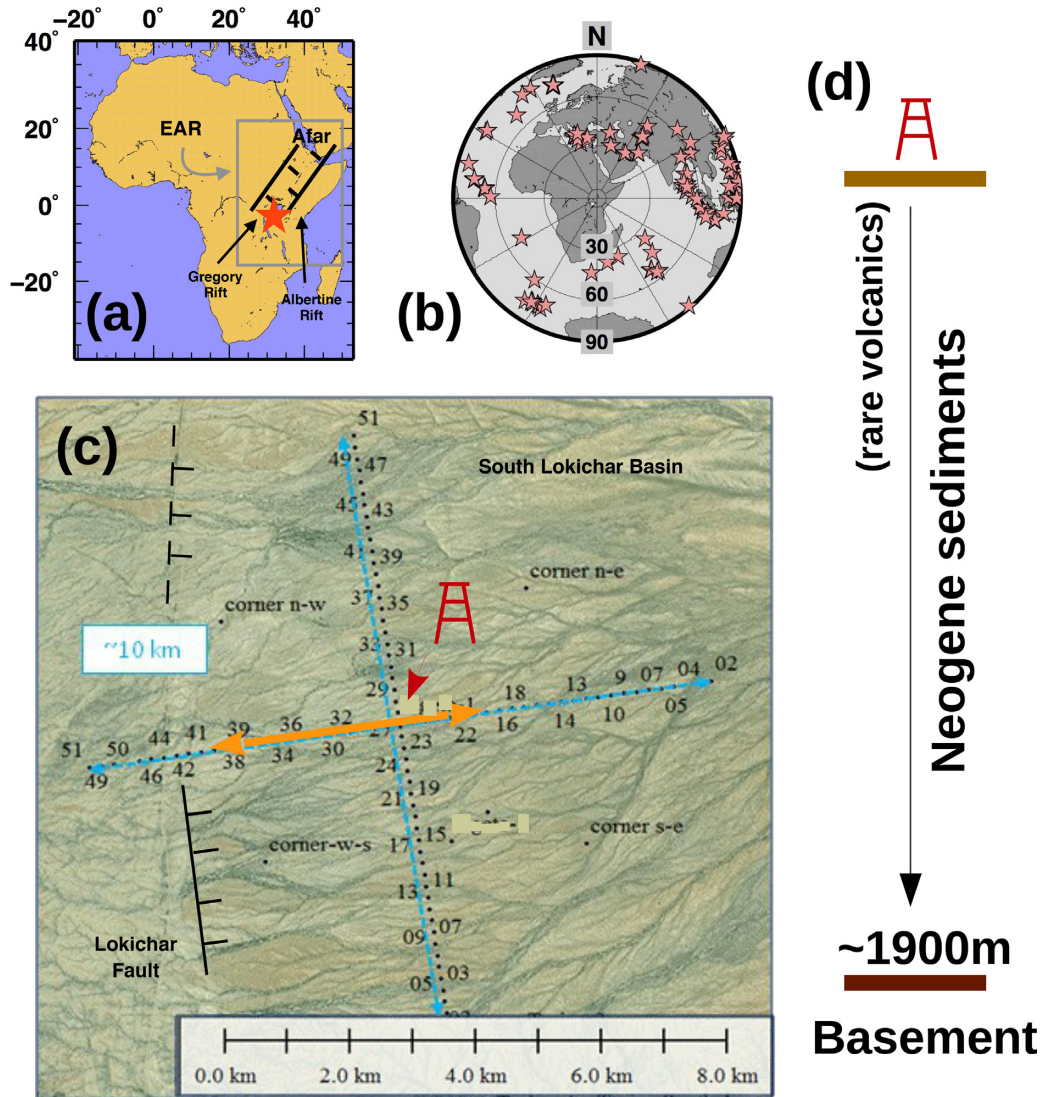 −20° 0° 20° 40°
40°
20°
0°
−20°
EAR
Afar
Gregory
Rift
Albertine
Rift
(a)
N
30
60
90
(b)
(d)
(rare volcanics)
Neogene sediments
~1900m
Basement
(c)
South Lokichar Basin
51
49 47
45 43
41 39
37 35
33 31
29
27
23
24
21 19
17 15
13 11
09 07
05 03
corner n-e
corner n-w
~10 km
02
04
07
9
13
18
32
36
39
41
44
50
51
05
10
14
16
22
30
34
38
42
46
49
corner s-e
corner-w-s
Lokichar
Fault
0.0 km 2.0 km 4.0 km 6.0 km 8.0 km